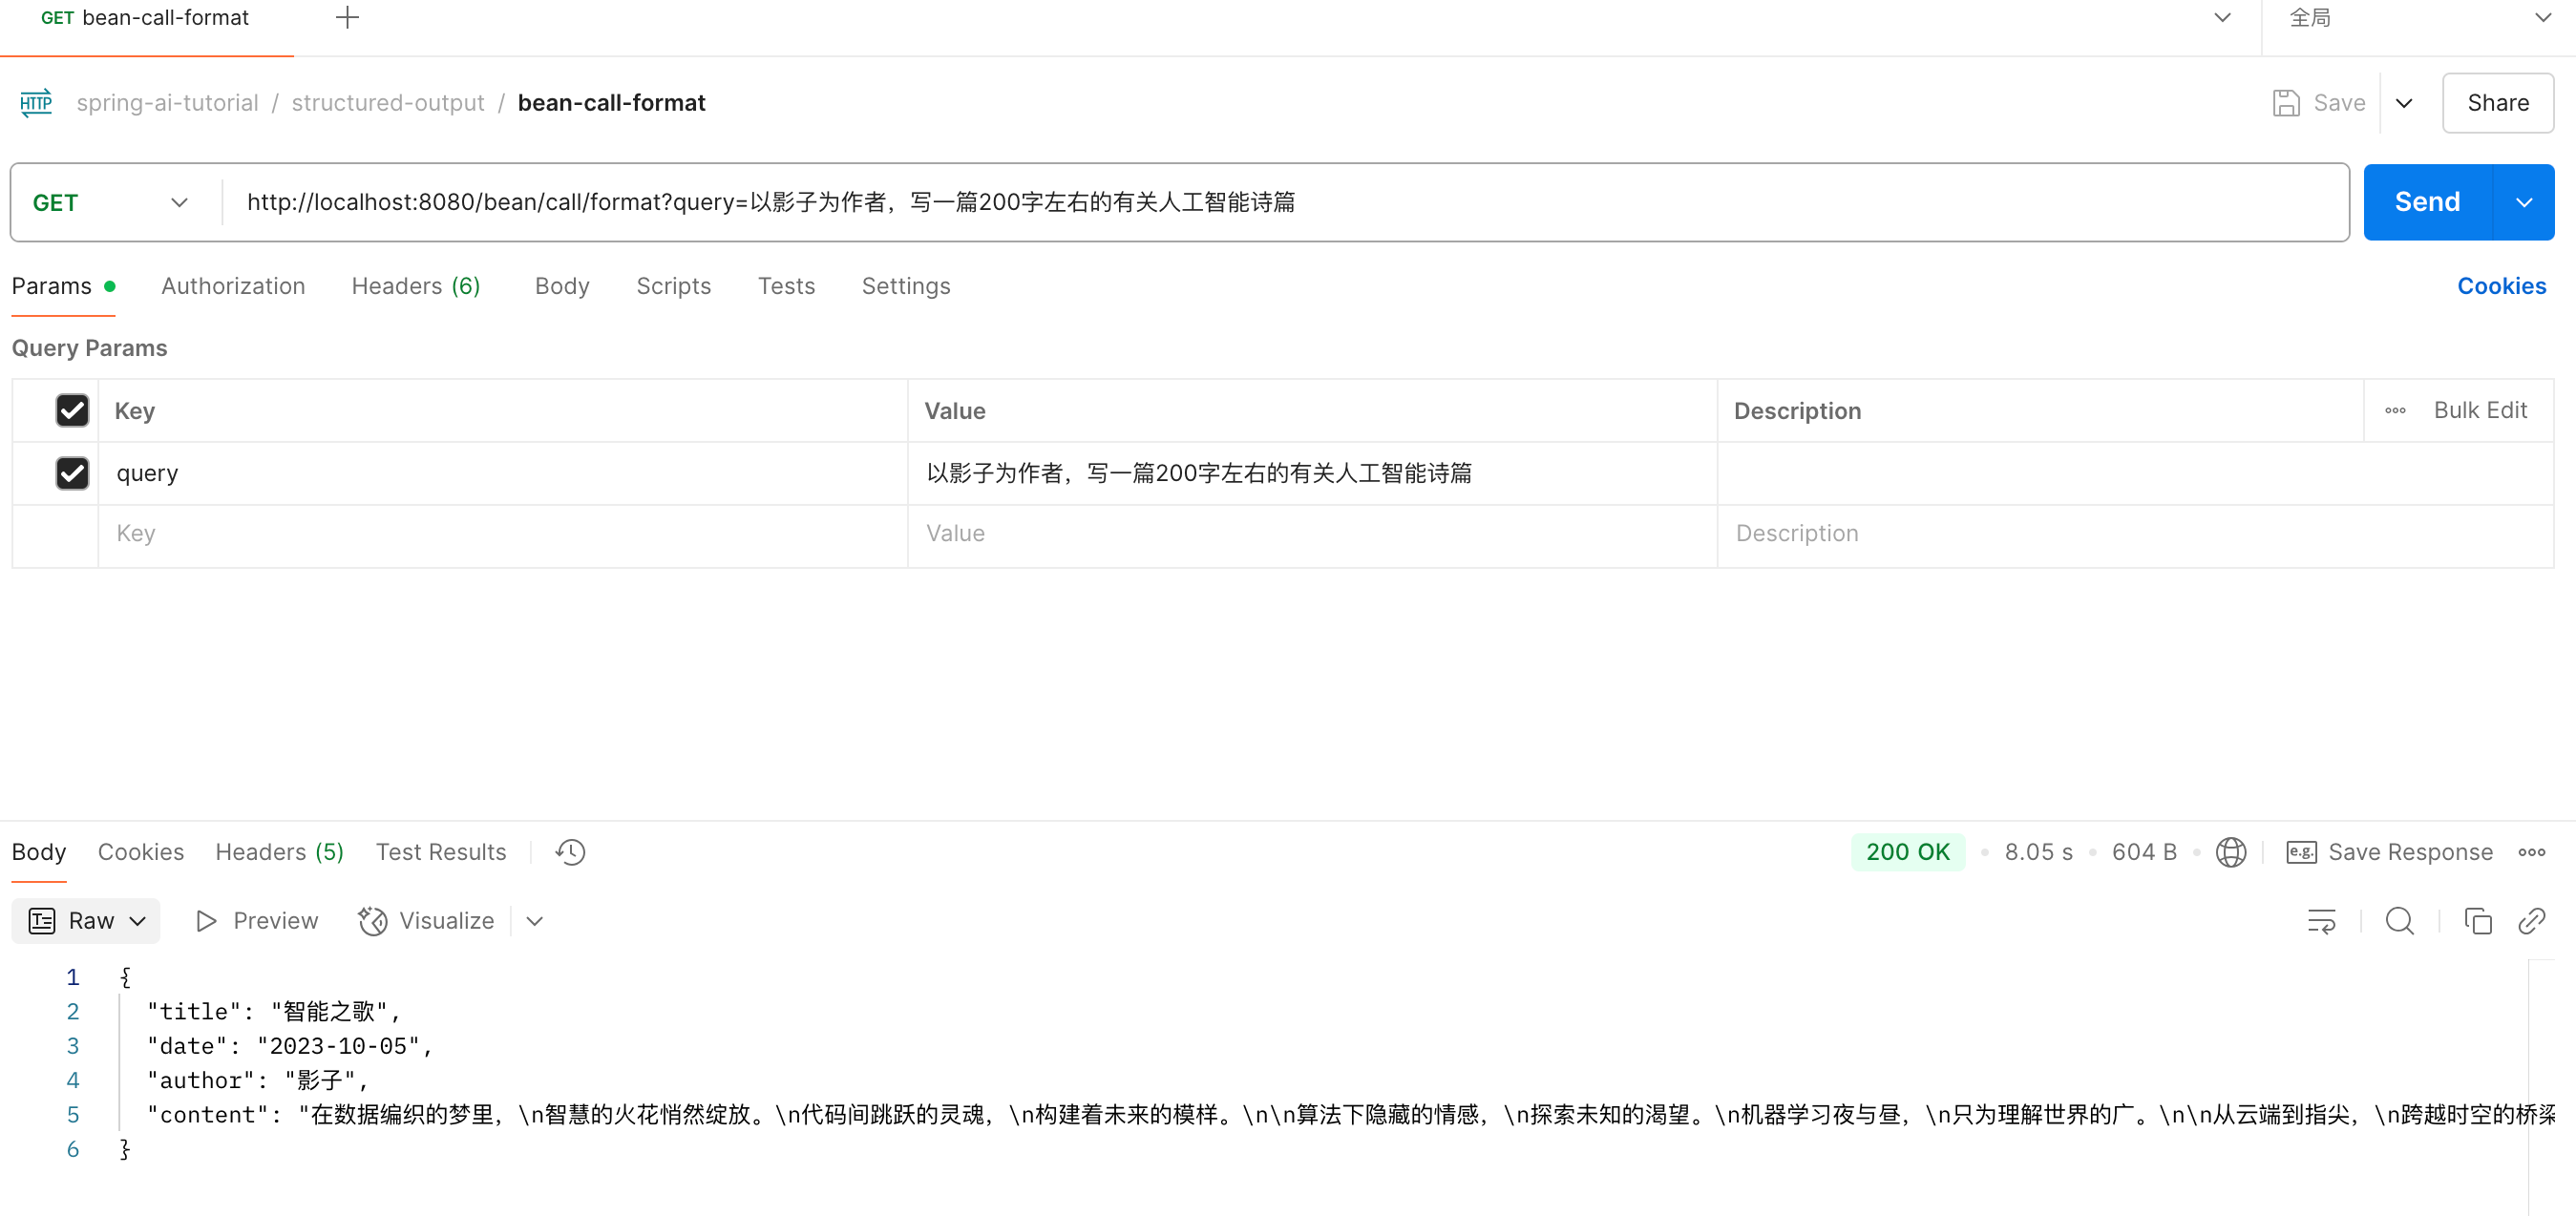 GET bean-call-format
全局
HTTP spring-ai-tutorial / structured-output / bean-call-format
Save
Share
GET http://localhost:8080/bean/call/format?query=以影子为作者，写一篇200字左右的有关人工智能诗篇
Send
Params Authorization Headers (6) Body Scripts Tests Settings
Cookies
Query Params
Key Value Description Bulk Edit
query 以影子为作者，写一篇200字左右的有关人工智能诗篇
Key Value Description
Body Cookies Headers (5) Test Results
200 OK 8.05 s 604 B e.g. Save Response
Raw Preview Visualize
1 {
2 "title": "智能之歌",
3 "date": "2023-10-05",
4 "author": "影子",
5 "content": "在数据编织的梦里，\n智慧的火花悄然绽放。\n代码间跳跃的灵魂，\n构建着未来的模样。\n\n算法下隐藏的情感，\n探索未知的渴望。\n机器学习夜与昼，\n只为理解世界的广。\n\n从云端到指尖，\n跨越时空的桥梁
6 }